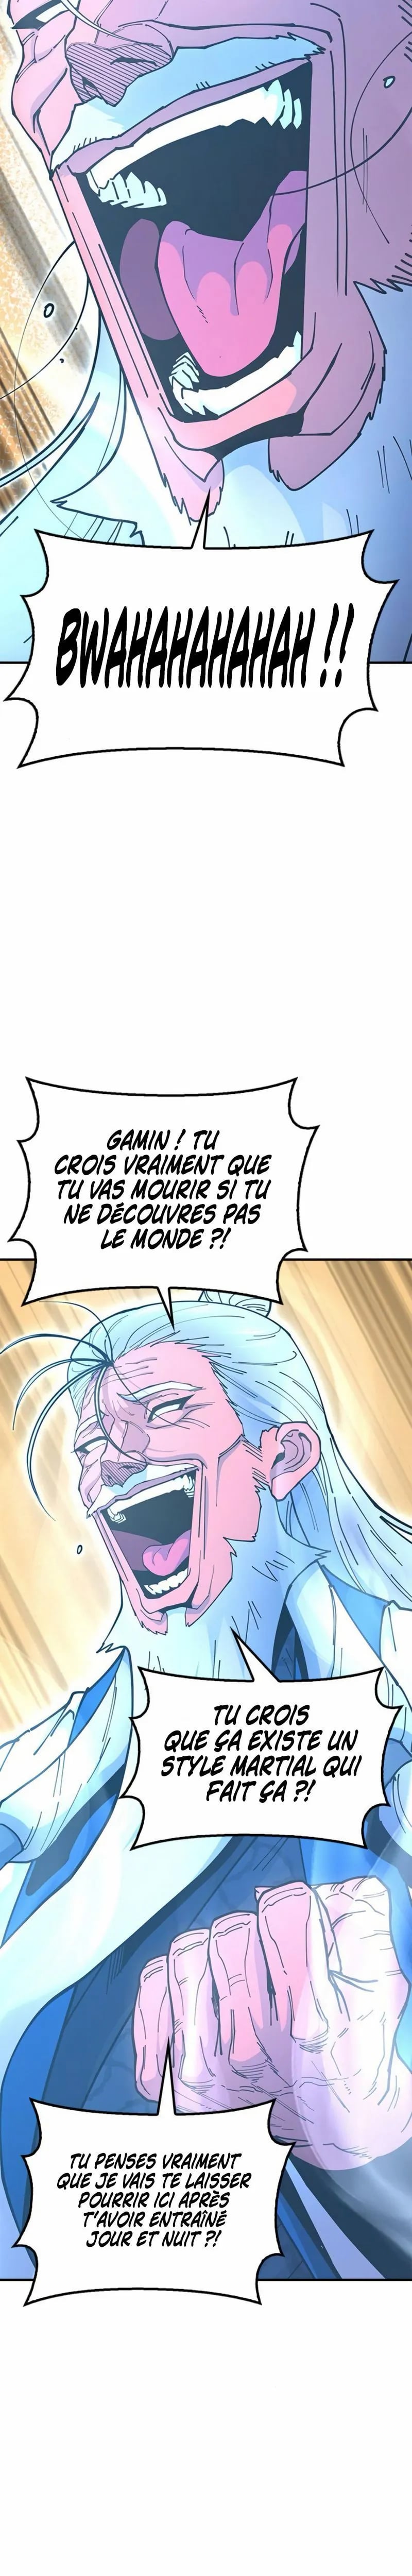 BWAHAHAHAHAH !!
GAMIN ! TU
CROIS VRAIMENT QUE
TU VAS MOURIR SI TU
NE DÉCOUVRES PAS
LE MONDE ?!
TU CROIS
QUE ÇA EXISTE UN
STYLE MARTIAL QUI
FAIT ÇA ?!
TU PENSES VRAIMENT
QUE JE VAIS TE LAISSER
POURRIR ICI APRÈS
T'AVOIR ENTRAÎNÉ
JOUR ET NUIT ?!